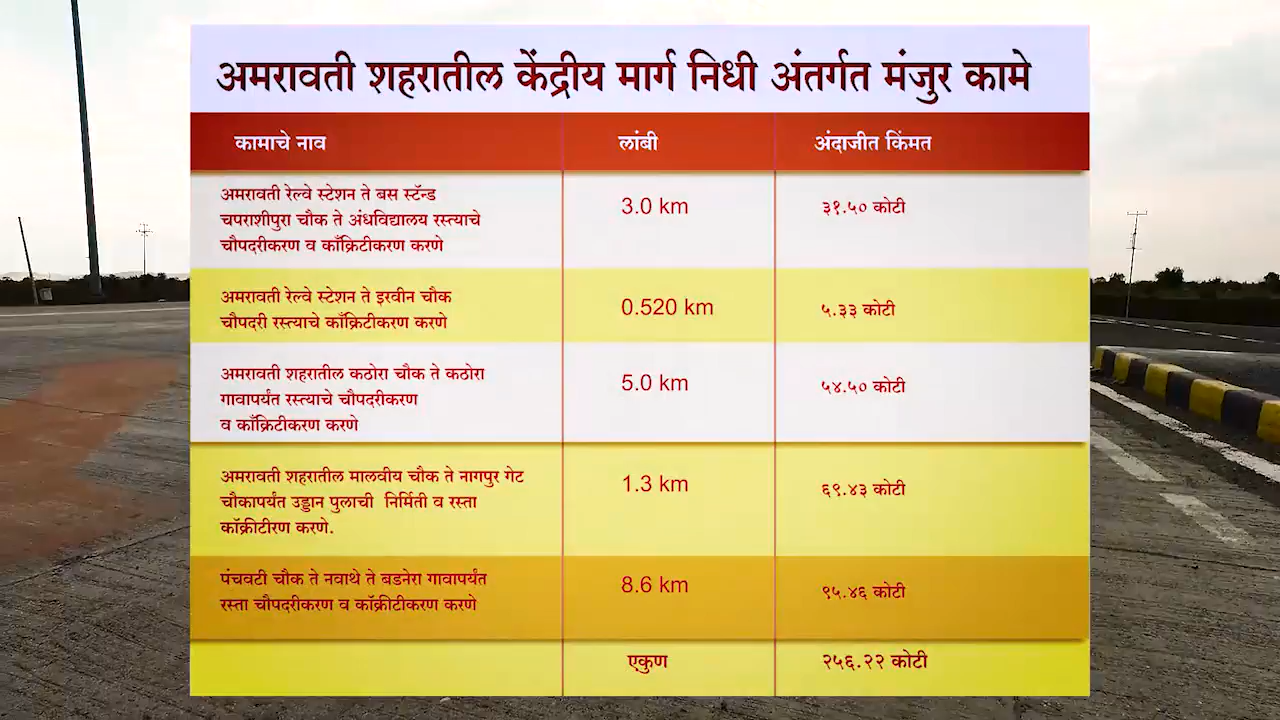 अमरावती शहरातील केंद्रीय मार्ग निधी अंतर्गत मंजुर कामे
कामाचे नाव लांबी अंदाजीत किंमत
अमरावती रेल्वे स्टेशन ते बस स्टॅन्ड
चपराशीपुरा चौक ते अंधविद्यालय रस्त्याचे
चौपदरीकरण व काँक्रिटीकरण करणे
3.0 km
३१.५० कोटी
अमरावती रेल्वे स्टेशन ते इरवीन चौक
चौपदरी रस्त्याचे काँक्रिटीकरण करणे
0.520 km
५.३३ कोटी
अमरावती शहरातील कठोरा चौक ते कठोरा
गावापर्यंत रस्त्याचे चौपदरीकरण
व काँक्रिटीकरण करणे
5.0 km
५४.५० कोटी
अमरावती शहरातील मालवीय चौक ते नागपुर गेट
चौकापर्यंत उड्डान पुलाची निर्मिती व रस्ता
कॉक्रीटीरण करणे.
1.3 km
६९.४३ कोटी
पंचवटी चौक ते नवाथे ते बडनेरा गावापर्यंत
रस्ता चौपदरीकरण व कॉक्रीटीकरण करणे
8.6 km
९५.४६ कोटी
एकुण २५६.२२ कोटी